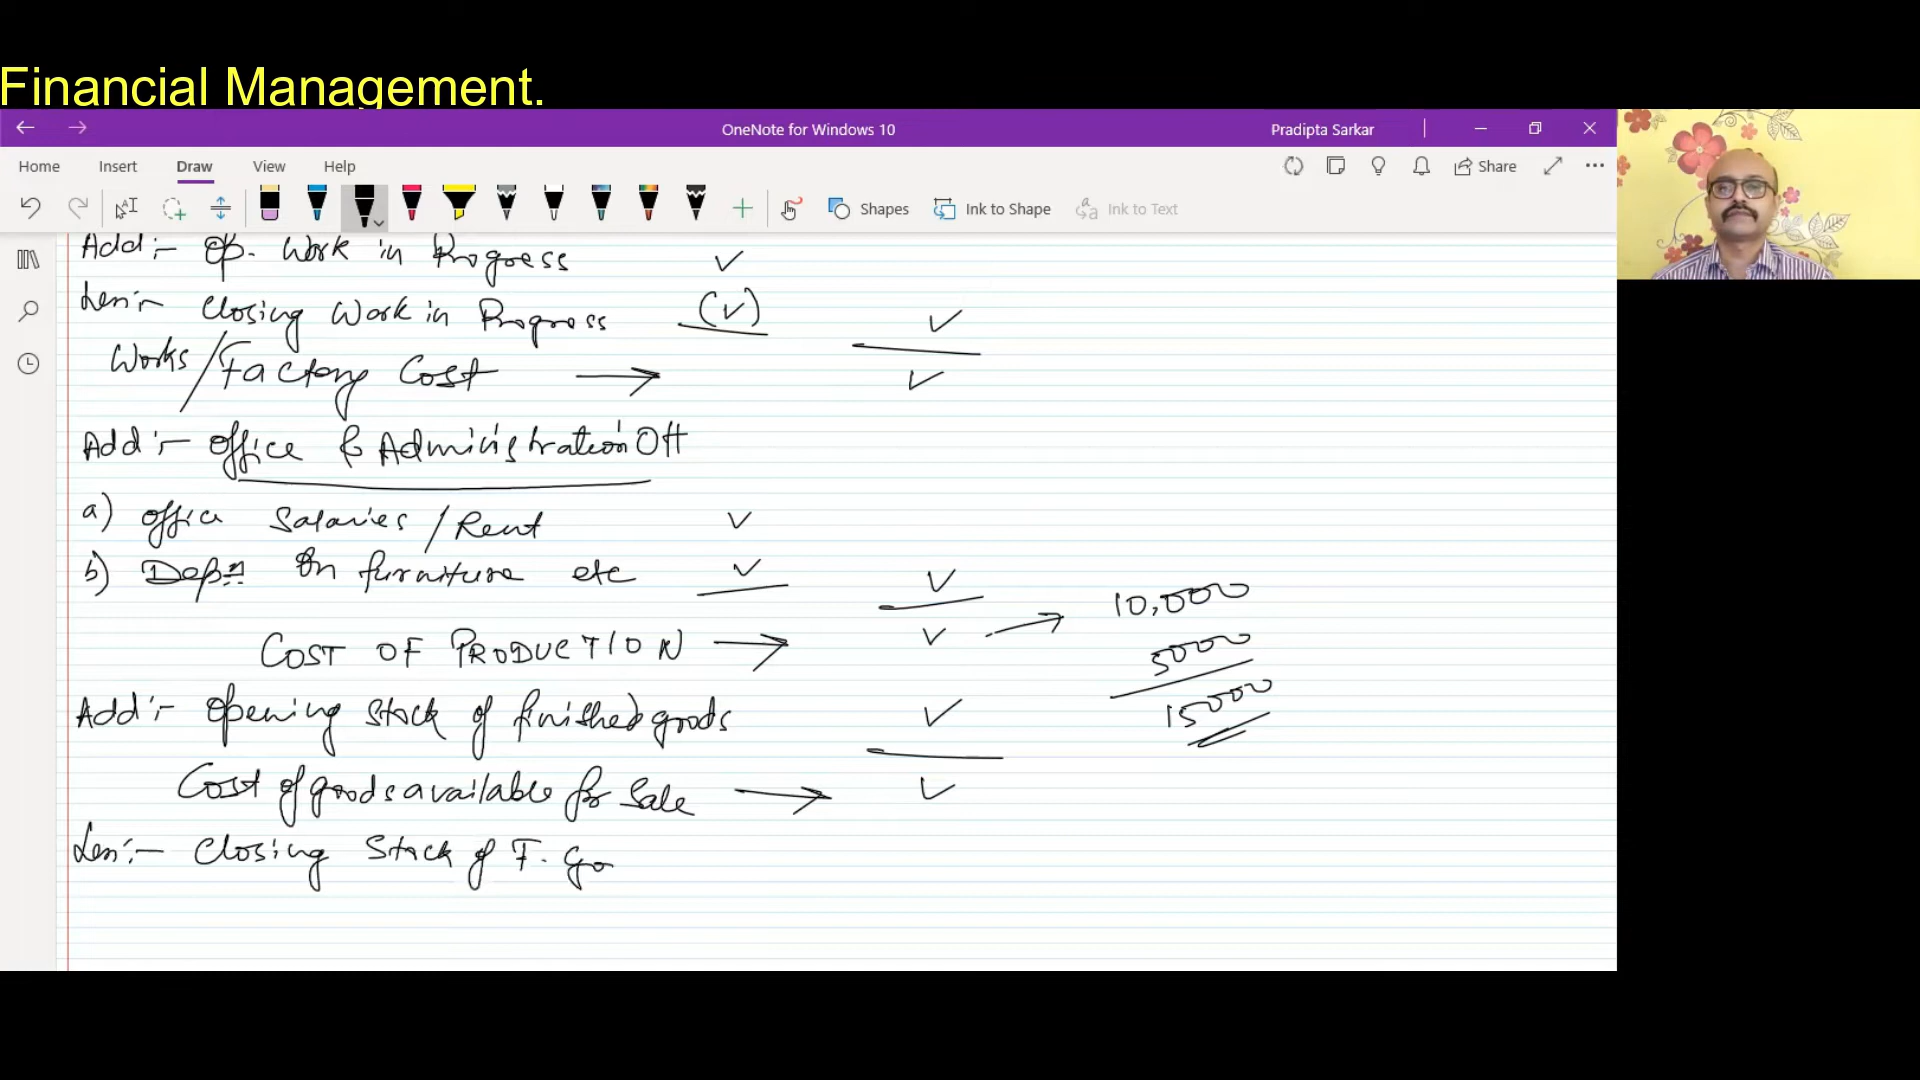 Financial Management.
OneNote for Windows 10
Pradipta Sarkar
Home Insert Draw View Help
Share
Shapes Ink to Shape Ink to Text
Add:- Op. Work in Progress ✓
Less:- Closing Work in Progress (✓) ✓
Works/Factory Cost → ✓
Add:- Office & Administration OH
a) Office Salaries/Rent ✓
b) Depn On furniture etc ✓ ✓
COST OF PRODUCTION → ✓ → 10,000
5000
15000
Add:- Opening Stock of finished goods ✓
Cost of goods available for Sale → ✓
Less:- Closing Stock of F. Go